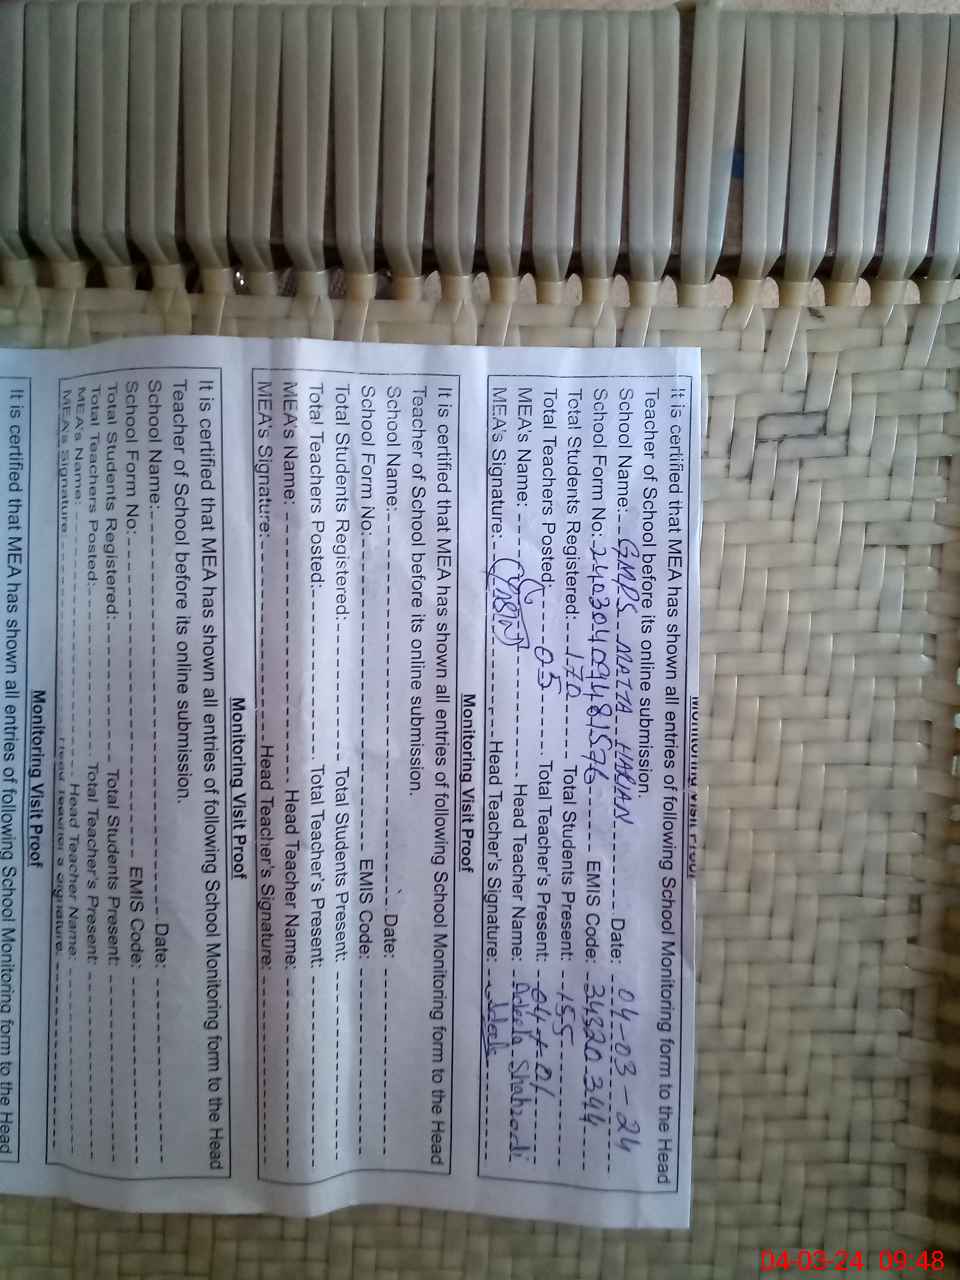 Monitoring Visit Proof
It is certified that MEA has shown all entries of following School Monitoring form to the Head
Teacher of School before its online submission.
School Name: GMPS MATTA HARIAN Date: 04-03-24
School Form No: 24030409481576 EMIS Code: 34320344
Total Students Registered: 170 Total Students Present: 155
Total Teachers Posted: 05 Total Teacher's Present: 04+01
MEA's Name: Head Teacher Name: Adeela Shahzadi
MEA's Signature: Head Teacher's Signature: Adeela
Monitoring Visit Proof
It is certified that MEA has shown all entries of following School Monitoring form to the Head
Teacher of School before its online submission.
School Name: Date:
School Form No: EMIS Code:
Total Students Registered: Total Students Present:
Total Teachers Posted: Total Teacher's Present:
MEA's Name: Head Teacher Name:
MEA's Signature: Head Teacher's Signature:
Monitoring Visit Proof
It is certified that MEA has shown all entries of following School Monitoring form to the Head
Teacher of School before its online submission.
School Name: Date:
School Form No: EMIS Code:
Total Students Registered: Total Students Present:
Total Teachers Posted: Total Teacher's Present:
MEA's Name: Head Teacher Name:
MEA's Signature Head Teacher's Signature:
Monitoring Visit Proof
It is certified that MEA has shown all entries of following School Monitoring form to the Head
04-03-24 09:48